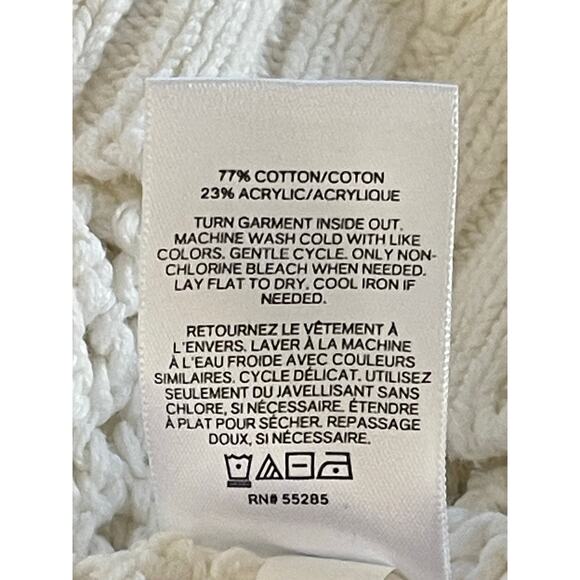 77% COTTON/COTON
23% ACRYLIC/ACRYLIQUE
TURN GARMENT INSIDE OUT.
MACHINE WASH COLD WITH LIKE
COLORS. GENTLE CYCLE. ONLY NON-
CHLORINE BLEACH WHEN NEEDED.
LAY FLAT TO DRY. COOL IRON IF
NEEDED.
RETOURNEZ LE VÊTEMENT À
L'ENVERS. LAVER À LA MACHINE
À L'EAU FROIDE AVEC COULEURS
SIMILAIRES. CYCLE DÉLICAT. UTILISEZ
SEULEMENT DU JAVELLISANT SANS
CHLORE, SI NÉCESSAIRE. ÉTENDRE
À PLAT POUR SÉCHER. REPASSAGE
DOUX, SI NÉCESSAIRE.
RN# 55285